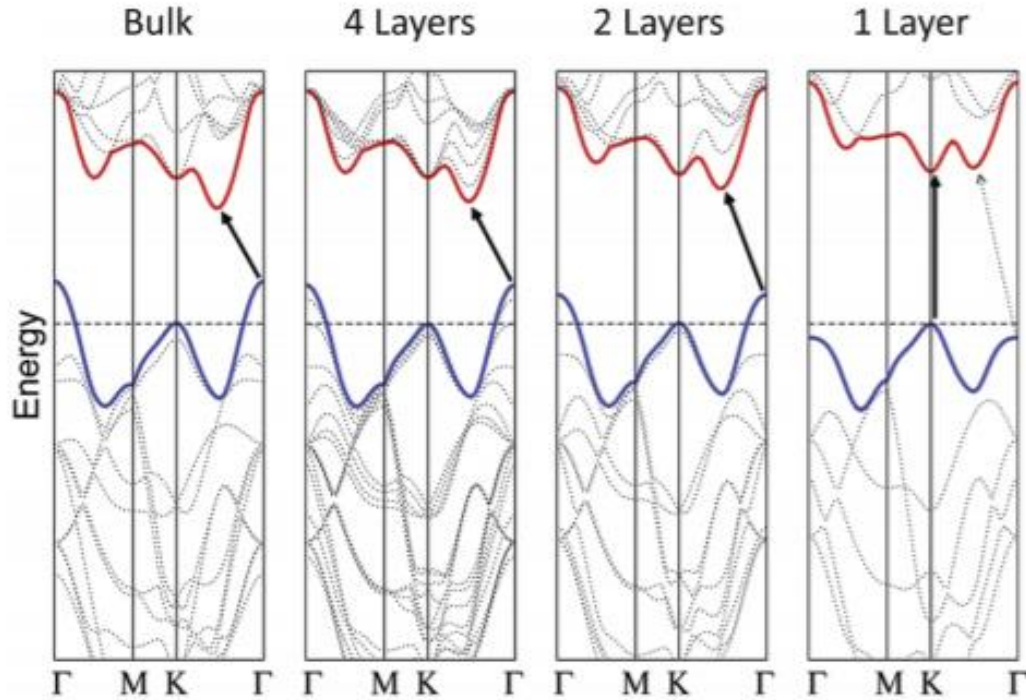 Bulk 4 Layers 2 Layers 1 Layer
Energy
Γ M K Γ Γ M K Γ Γ M K Γ Γ M K Γ